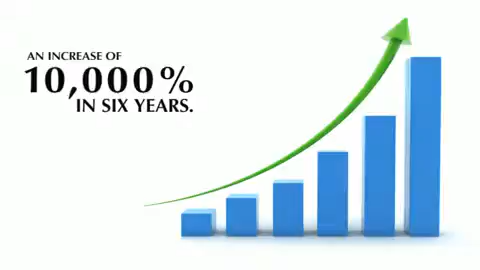 AN INCREASE OF
10,000%
IN SIX YEARS.